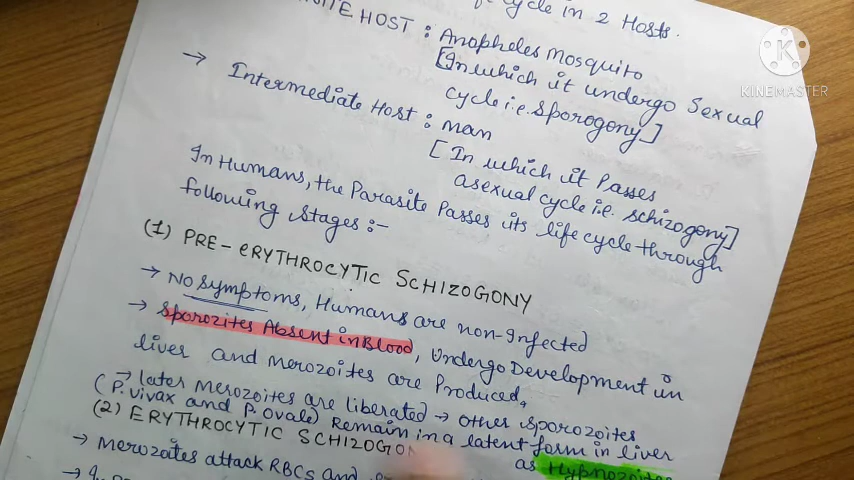 cycle in 2 Hosts.
HOST : Anopheles Mosquito
[In which it undergo Sexual
cycle i.e. Sporogony]
→ Intermediate Host : man
[In which it Passes
asexual cycle i.e. schizogony]
In Humans, the Parasite Passes its life cycle through
following stages :-
(1) PRE-ERYTHROCYTIC SCHIZOGONY
→ No symptoms, Humans are non-Infected
→ Sporozites Absent in Blood, Undergo Development in
liver and merozoites are Produced,
→ later merozoites are liberated → other sporozoites
(P. vivax and P. Ovale) Remain in a latent form in liver
as Hypnozoites
(2) ERYTHROCYTIC SCHIZOGO
→ merozaites attack RBCs and
KINEMASTER